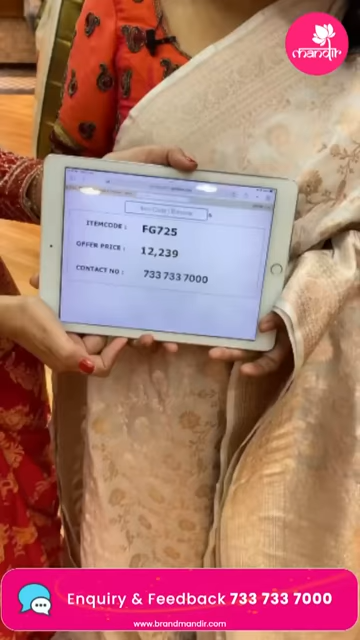 mandir
ITEMCODE : FG725
OFFER PRICE : 12,239
CONTACT NO : 733 733 7000
Enquiry & Feedback 733 733 7000
www.brandmandir.com